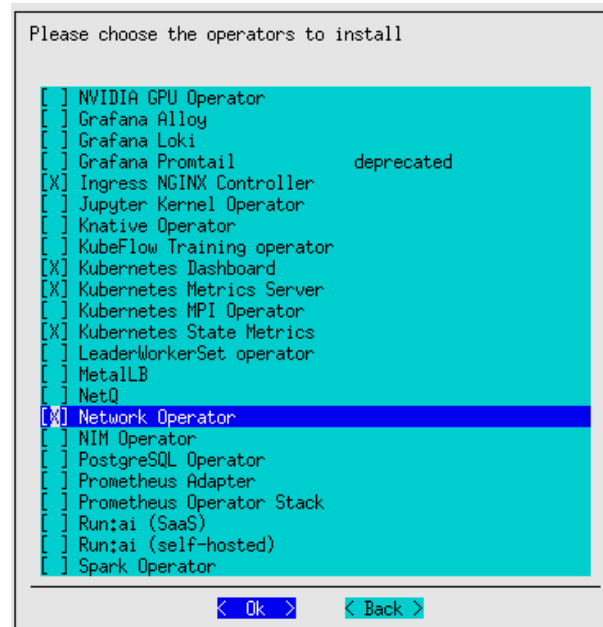 Please choose the operators to install
[ ] NVIDIA GPU Operator
[ ] Grafana Alloy
[ ] Grafana Loki
[ ] Grafana Promtail deprecated
[X] Ingress NGINX Controller
[ ] Jupyter Kernel Operator
[ ] Knative Operator
[ ] KubeFlow Training operator
[X] Kubernetes Dashboard
[X] Kubernetes Metrics Server
[ ] Kubernetes MPI Operator
[X] Kubernetes State Metrics
[ ] LeaderWorkerSet operator
[ ] MetalLB
[ ] NetQ
[X] Network Operator
[ ] NIM Operator
[ ] PostgreSQL Operator
[ ] Prometheus Adapter
[ ] Prometheus Operator Stack
[ ] Run:ai (SaaS)
[ ] Run:ai (self-hosted)
[ ] Spark Operator
< Ok > < Back >